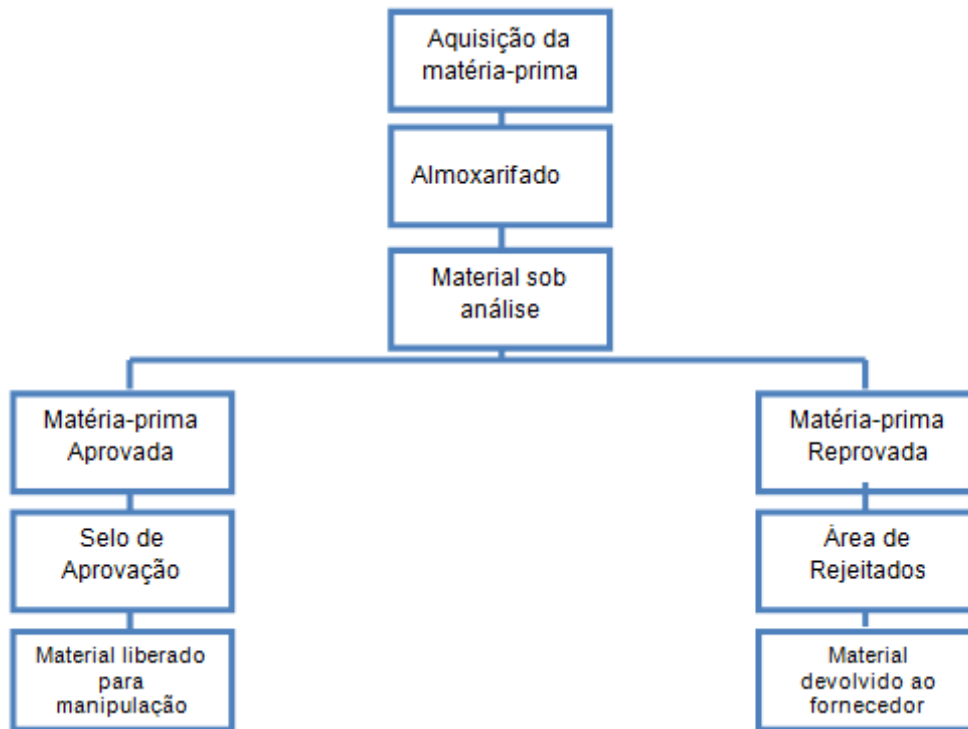 Aquisição da
matéria-prima
Almoxarifado
Material sob
análise
Matéria-prima
Aprovada
Selo de
Aprovação
Material liberado
para
manipulação
Matéria-prima
Reprovada
Área de
Rejeitados
Material
devolvido ao
fornecedor